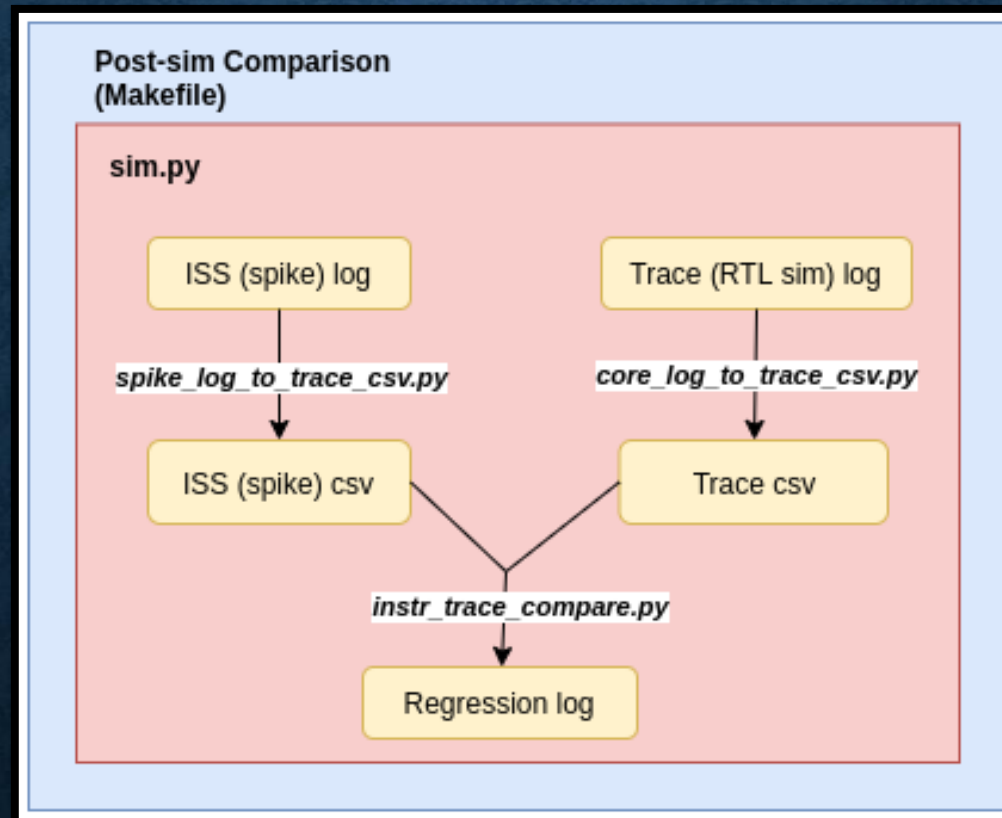 Post-sim Comparison
(Makefile)
sim.py
ISS (spike) log
Trace (RTL sim) log
spike_log_to_trace_csv.py
core_log_to_trace_csv.py
ISS (spike) csv
Trace csv
instr_trace_compare.py
Regression log